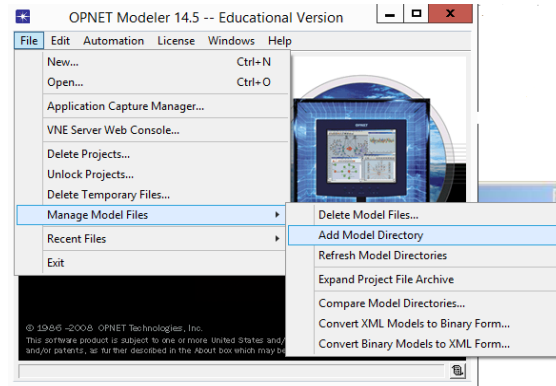 OPNET Modeler 14.5 -- Educational Version
File Edit Automation License Windows Help
New... Ctrl+N
Open... Ctrl+O
Application Capture Manager...
VNE Server Web Console...
Delete Projects...
Unlock Projects...
Delete Temporary Files...
Manage Model Files
Recent Files
Exit
Delete Model Files...
Add Model Directory
Refresh Model Directories
Expand Project File Archive
Compare Model Directories...
Convert XML Models to Binary Form...
Convert Binary Models to XML Form...
© 1986-2008 OPNET Technologies, Inc.
This software product is subject to one or more United States and/
and/or patents, as further described in the About box which may be